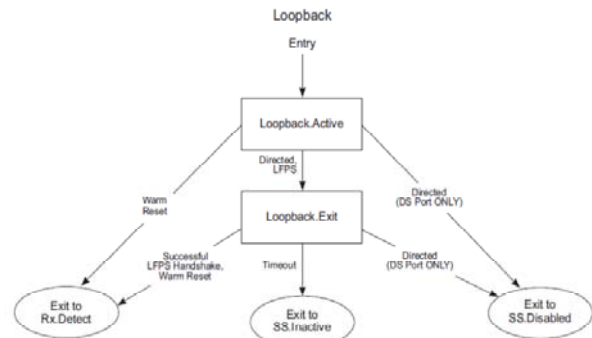 Loopback
Entry
Loopback.Active
Directed,
LFPS
Warm
Reset
Directed
(DS Port ONLY)
Loopback.Exit
Successful
LFPS Handshake,
Warm Reset
Timeout
Directed
(DS Port ONLY)
Exit to
Rx.Detect
Exit to
SS.Inactive
Exit to
SS.Disabled